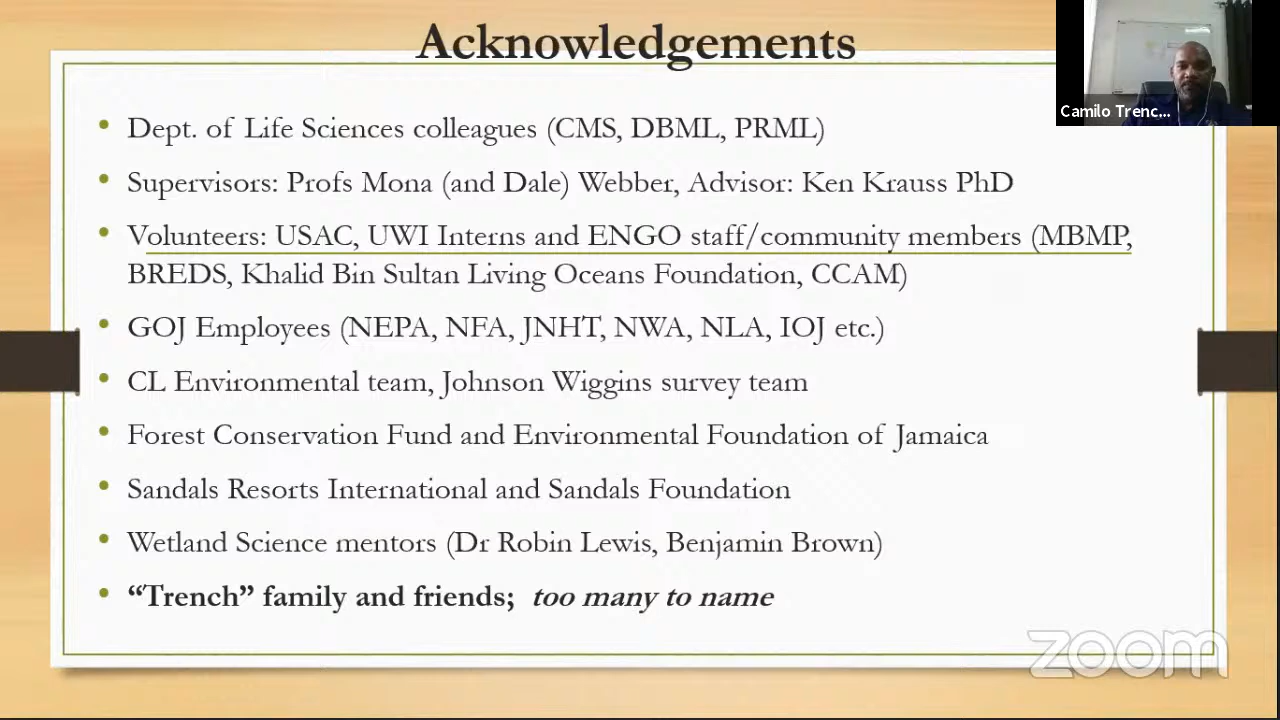 Acknowledgements
Camilo Trenc...
• Dept. of Life Sciences colleagues (CMS, DBML, PRML)
• Supervisors: Profs Mona (and Dale) Webber, Advisor: Ken Krauss PhD
• Volunteers: USAC, UWI Interns and ENGO staff/community members (MBMP,
BREDS, Khalid Bin Sultan Living Oceans Foundation, CCAM)
• GOJ Employees (NEPA, NFA, JNHT, NWA, NLA, IOJ etc.)
• CL Environmental team, Johnson Wiggins survey team
• Forest Conservation Fund and Environmental Foundation of Jamaica
• Sandals Resorts International and Sandals Foundation
• Wetland Science mentors (Dr Robin Lewis, Benjamin Brown)
• “Trench” family and friends; too many to name
zoom